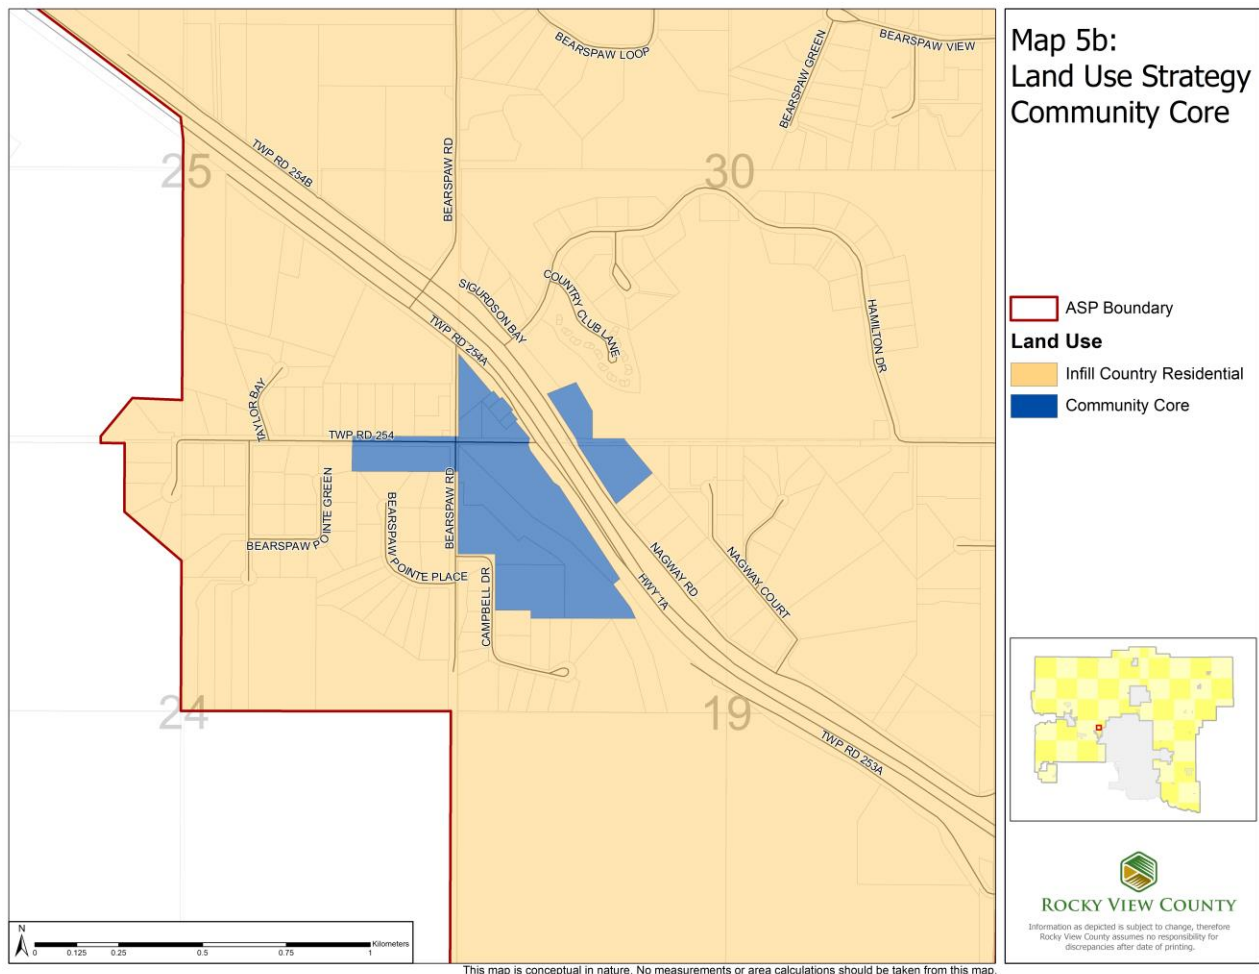 Map 5b:
Land Use Strategy
Community Core
BEARSPAW LOOP
BEARSPAW GREEN
BEARSPAW VIEW
TWP RD 254B
25
BEARSPAW RD
30
SIGURDSON BAY
COUNTRY CLUB LANE
HAMILTON DR
TWP RD 254A
TAYLOR BAY
TWP RD 254
BEARSPAW POINTE GREEN
BEARSPAW POINTE PLACE
BEARSPAW RD
CAMPBELL DR
HWY 1A
NAGWAY RD
NAGWAY COURT
24
19
TWP RD 253A
ASP Boundary
Land Use
Infill Country Residential
Community Core
ROCKY VIEW COUNTY
Information as depicted is subject to change, therefore
Rocky View County assumes no responsibility for
discrepancies after date of printing.
N
0 0.125 0.25 0.5 0.75 1
Kilometers
This map is conceptual in nature. No measurements or area calculations should be taken from this map.